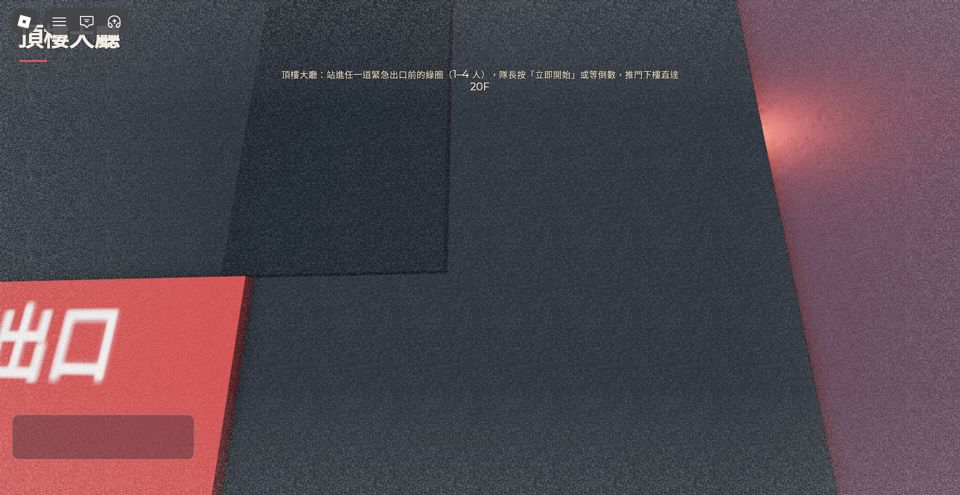 頂樓大廳
頂樓大廳：站進任一道緊急出口前的綠圈（1–4 人），隊長按「立即開始」或等倒數，推門下樓直達
20F
出口